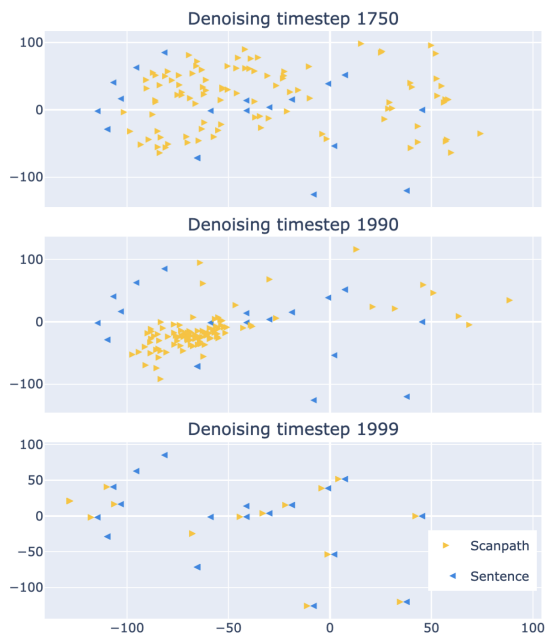 Denoising timestep 1750
100
0
−100
Denoising timestep 1990
100
0
−100
Denoising timestep 1999
100
50
0
−50
−100
Scanpath
Sentence
−100 −50 0 50 100